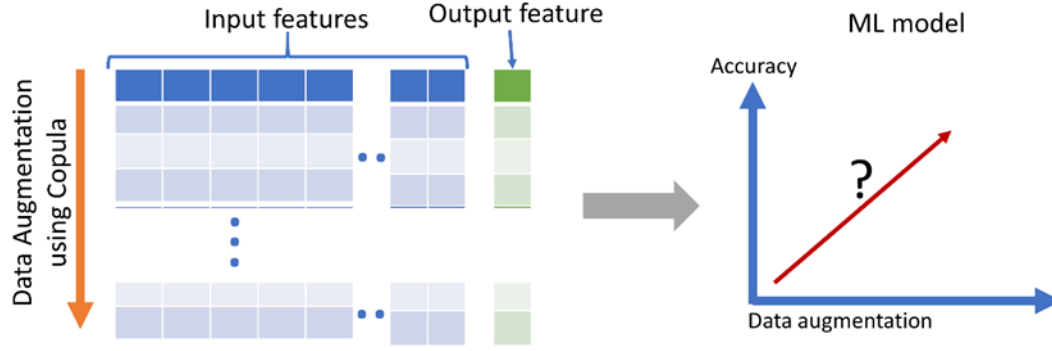 Input features
Output feature
Data Augmentation
using Copula
ML model
Accuracy
?
Data augmentation